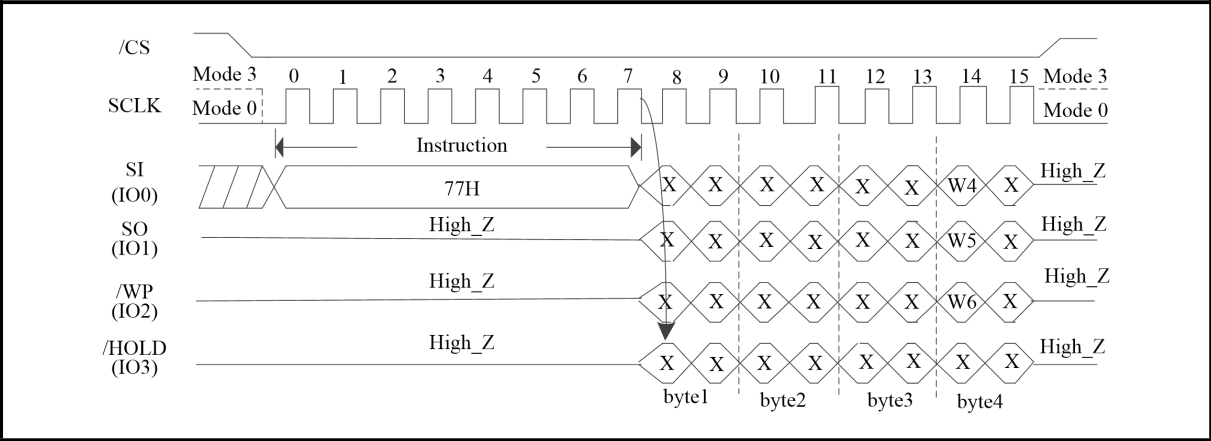 /CS
Mode 3 0 1 2 3 4 5 6 7 8 9 10 11 12 13 14 15 Mode 3
SCLK
Mode 0 Mode 0
Instruction
SI
(IO0)
77H
X X X X X X W4 X
High_Z
SO
(IO1)
High_Z
X X X X X X W5 X
High_Z
/WP
(IO2)
High_Z
X X X X X X W6 X
High_Z
/HOLD
(IO3)
High_Z
X X X X X X X X
High_Z
byte1 byte2 byte3 byte4